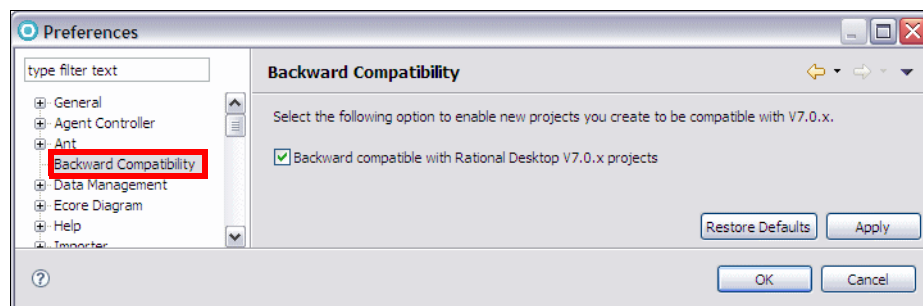 Preferences
type filter text
General
Agent Controller
Ant
Backward Compatibility
Data Management
Ecore Diagram
Help
Importer
Backward Compatibility
Select the following option to enable new projects you create to be compatible with V7.0.x.
Backward compatible with Rational Desktop V7.0.x projects
Restore Defaults
Apply
?
OK
Cancel